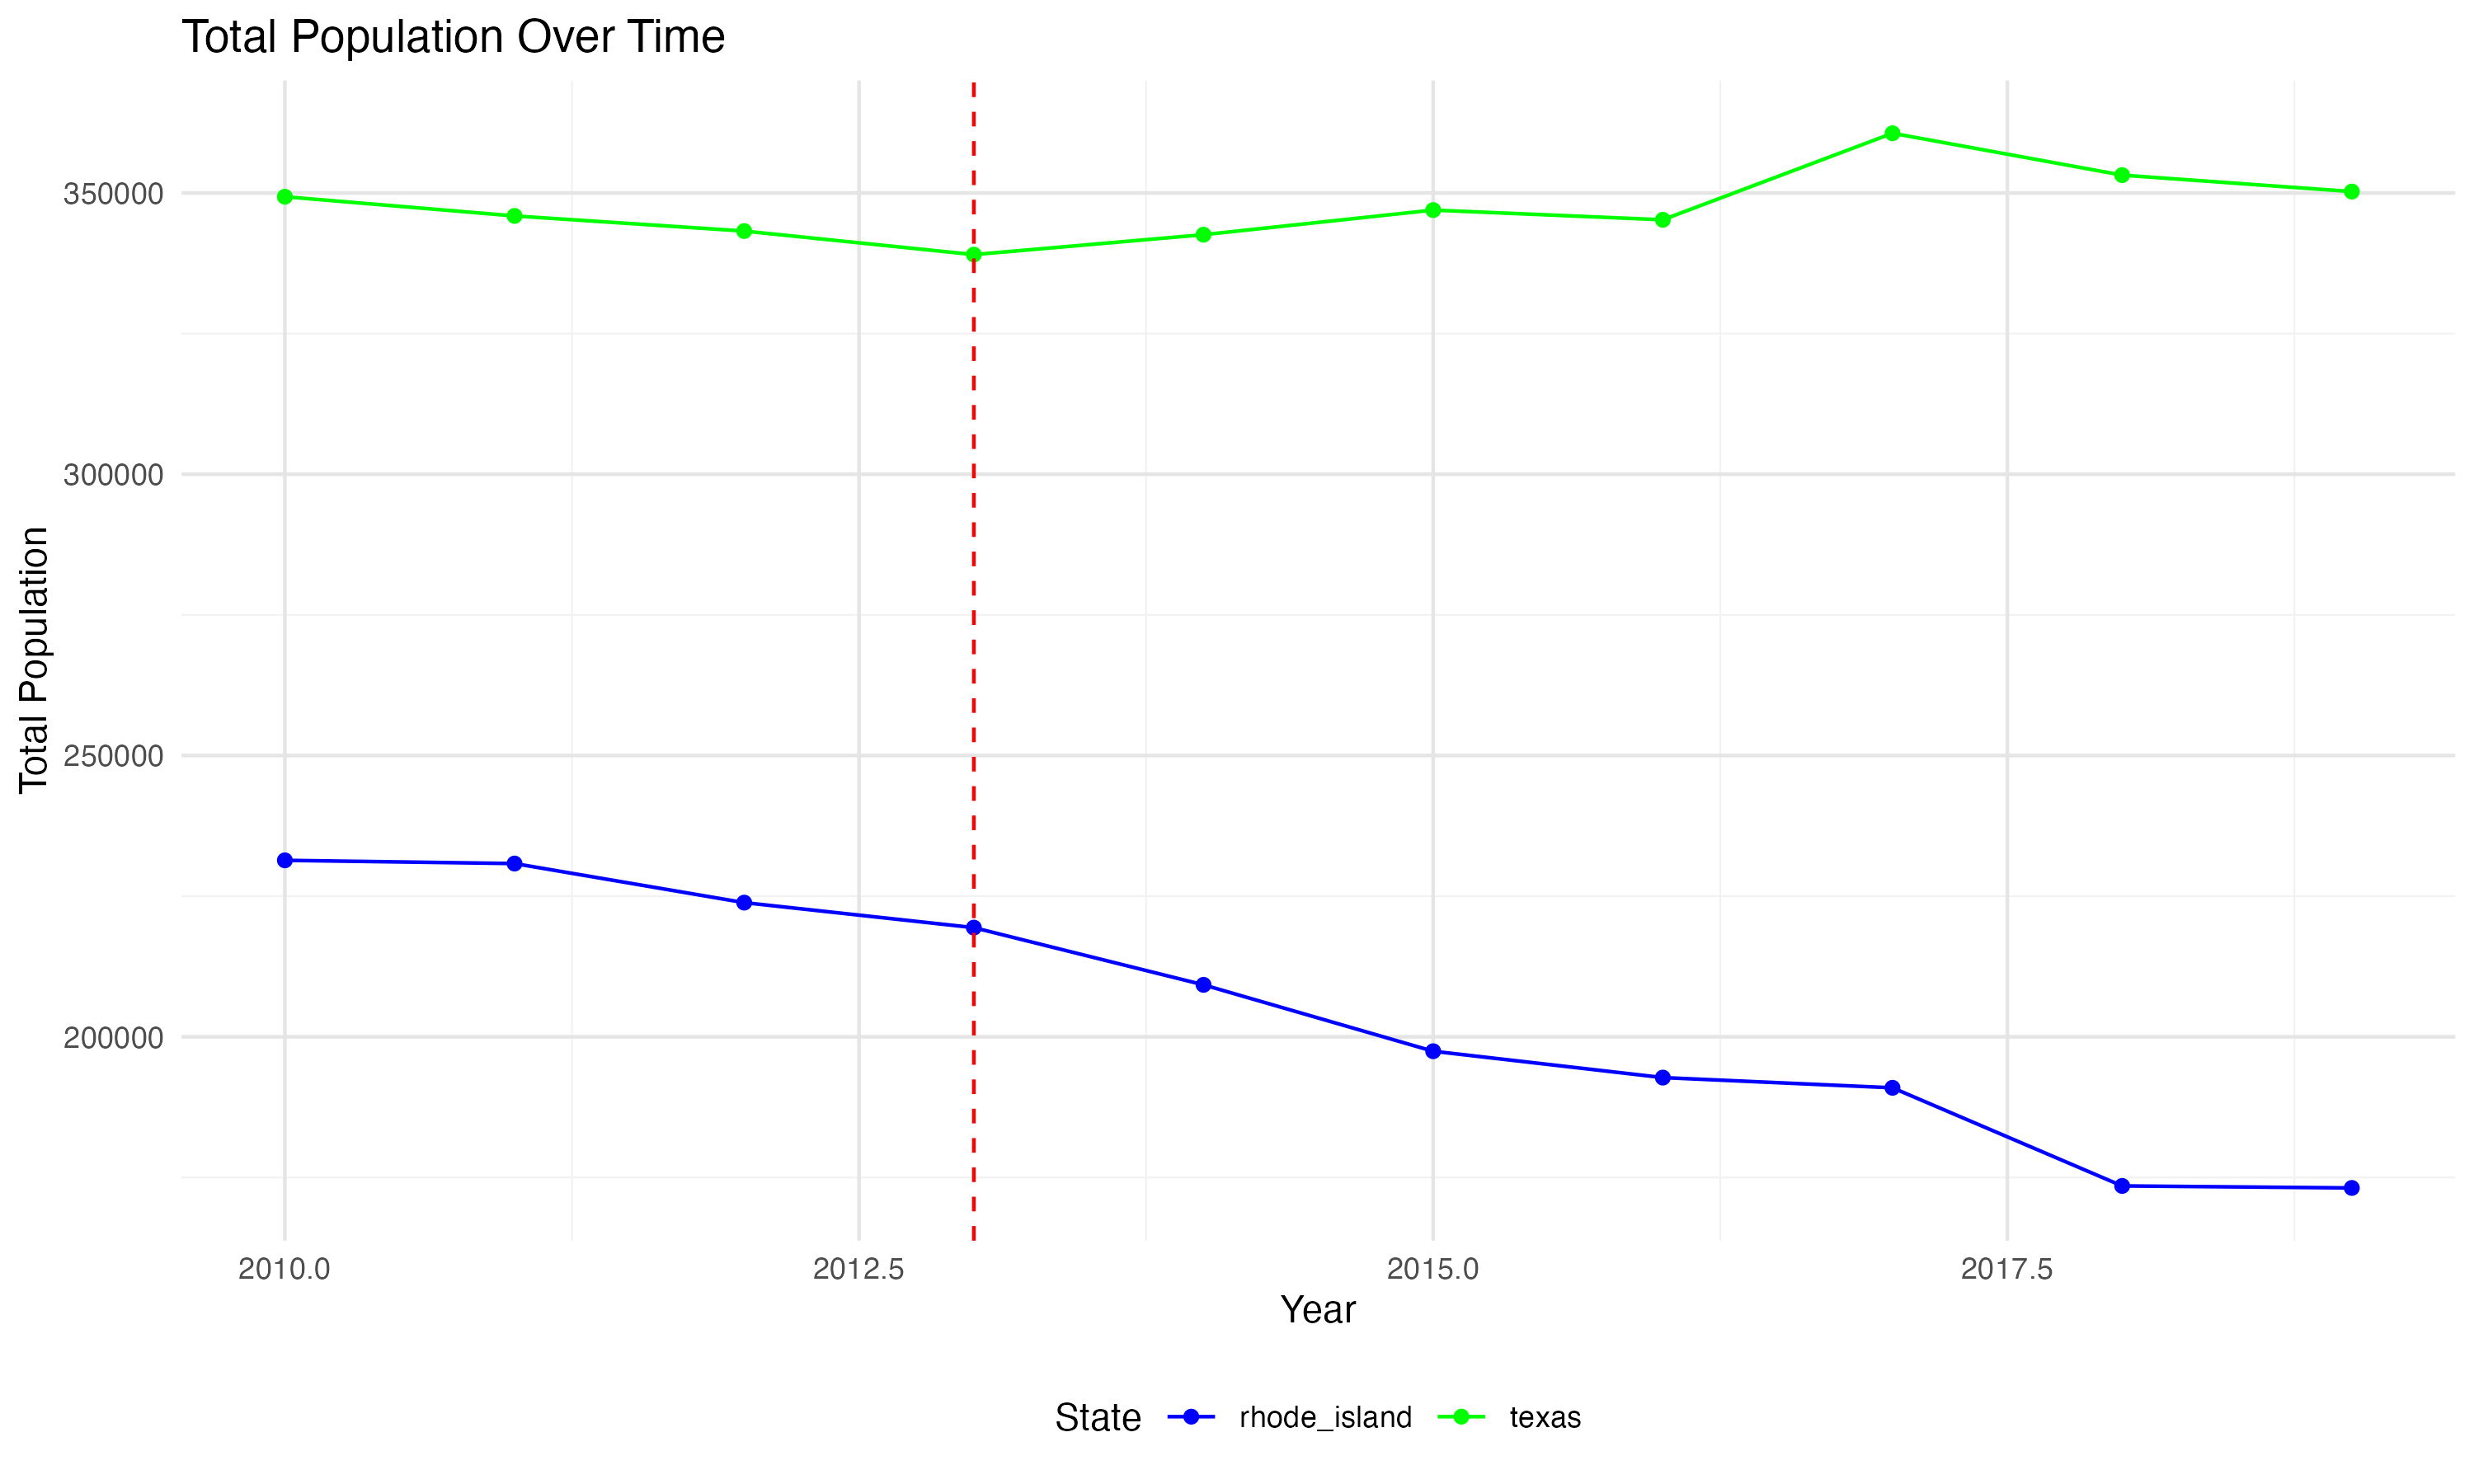 Total Population Over Time
Total Population
350000
300000
250000
200000
2010.0
2012.5
2015.0
2017.5
Year
State
rhode_island
texas